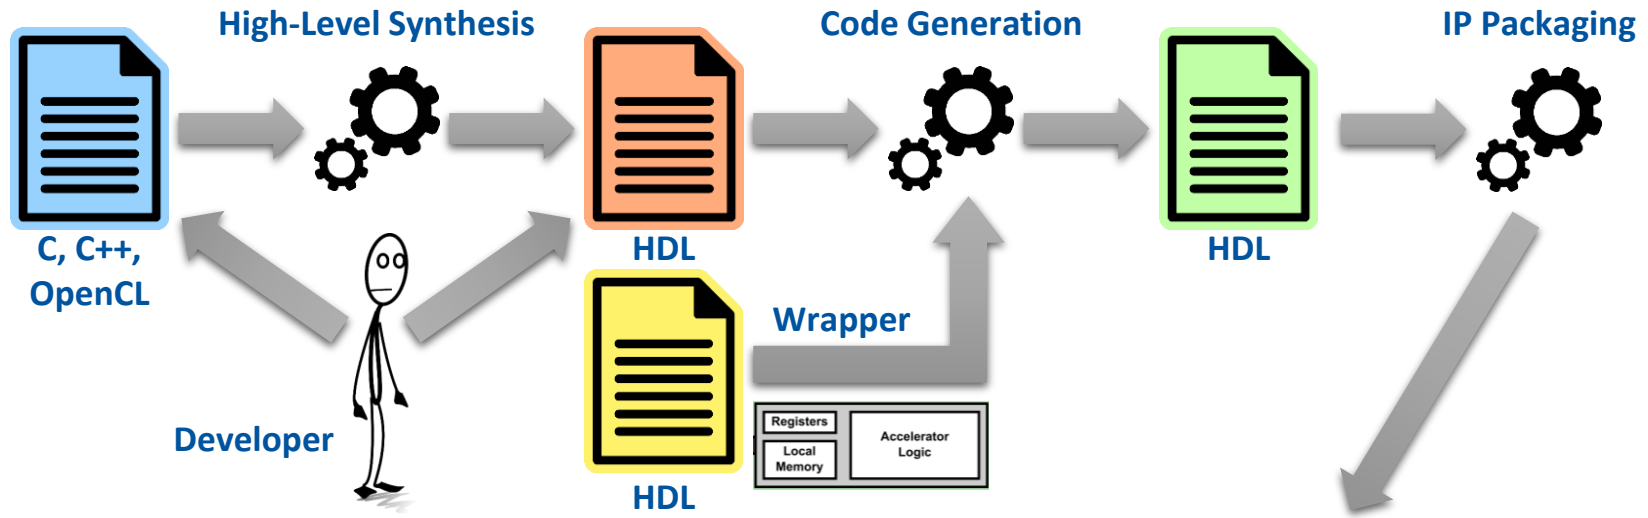 High-Level Synthesis
Code Generation
IP Packaging
C, C++,
OpenCL
HDL
HDL
Wrapper
Developer
Registers
Local
Memory
Accelerator
Logic
HDL